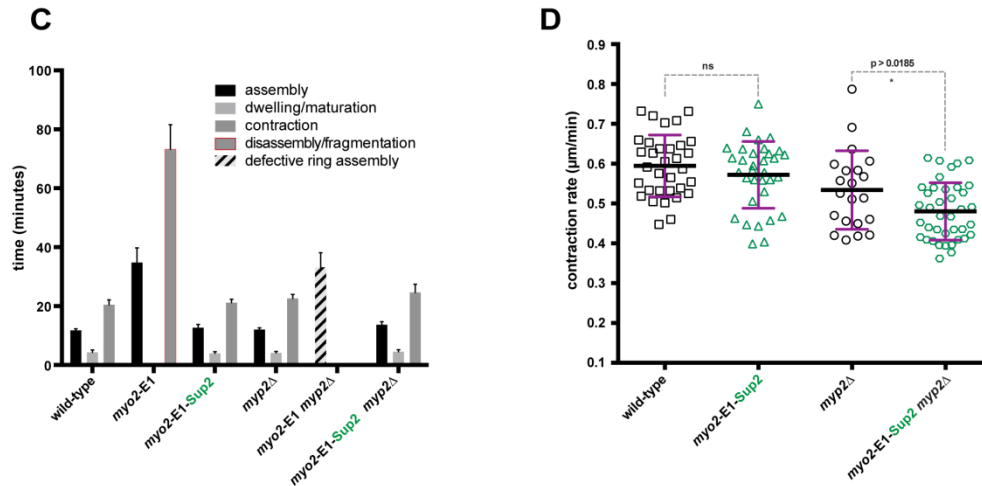 C
100
80
60
40
20
0
time (minutes)
assembly
dwelling/maturation
contraction
disassembly/fragmentation
defective ring assembly
wild-type
myo2-E1
myo2-E1-Sup2
myp2Δ
myo2-E1 myp2Δ
myo2-E1-Sup2 myp2Δ
D
0.9
0.8
0.7
0.6
0.5
0.4
0.3
0.2
0.1
contraction rate (µm/min)
ns
p > 0.0185
*
wild-type
myo2-E1-Sup2
myp2Δ
myo2-E1-Sup2 myp2Δ